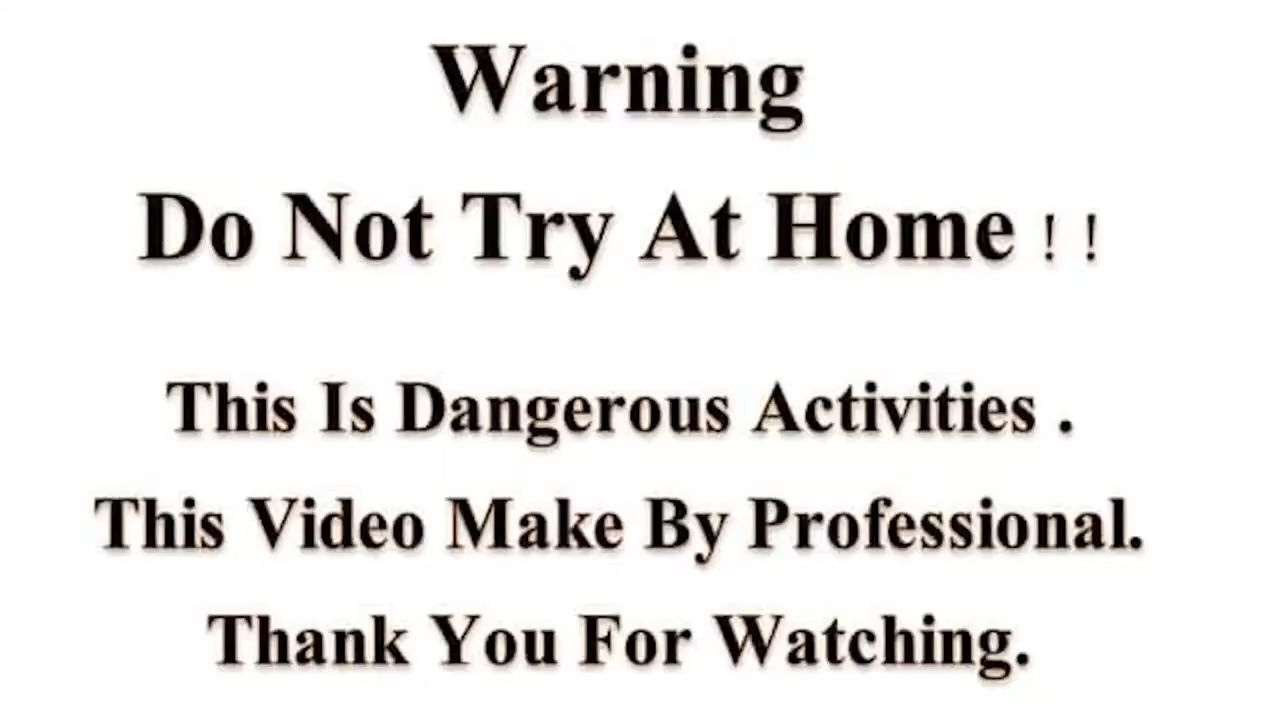 Warning
Do Not Try At Home ! !
This Is Dangerous Activities .
This Video Make By Professional.
Thank You For Watching.